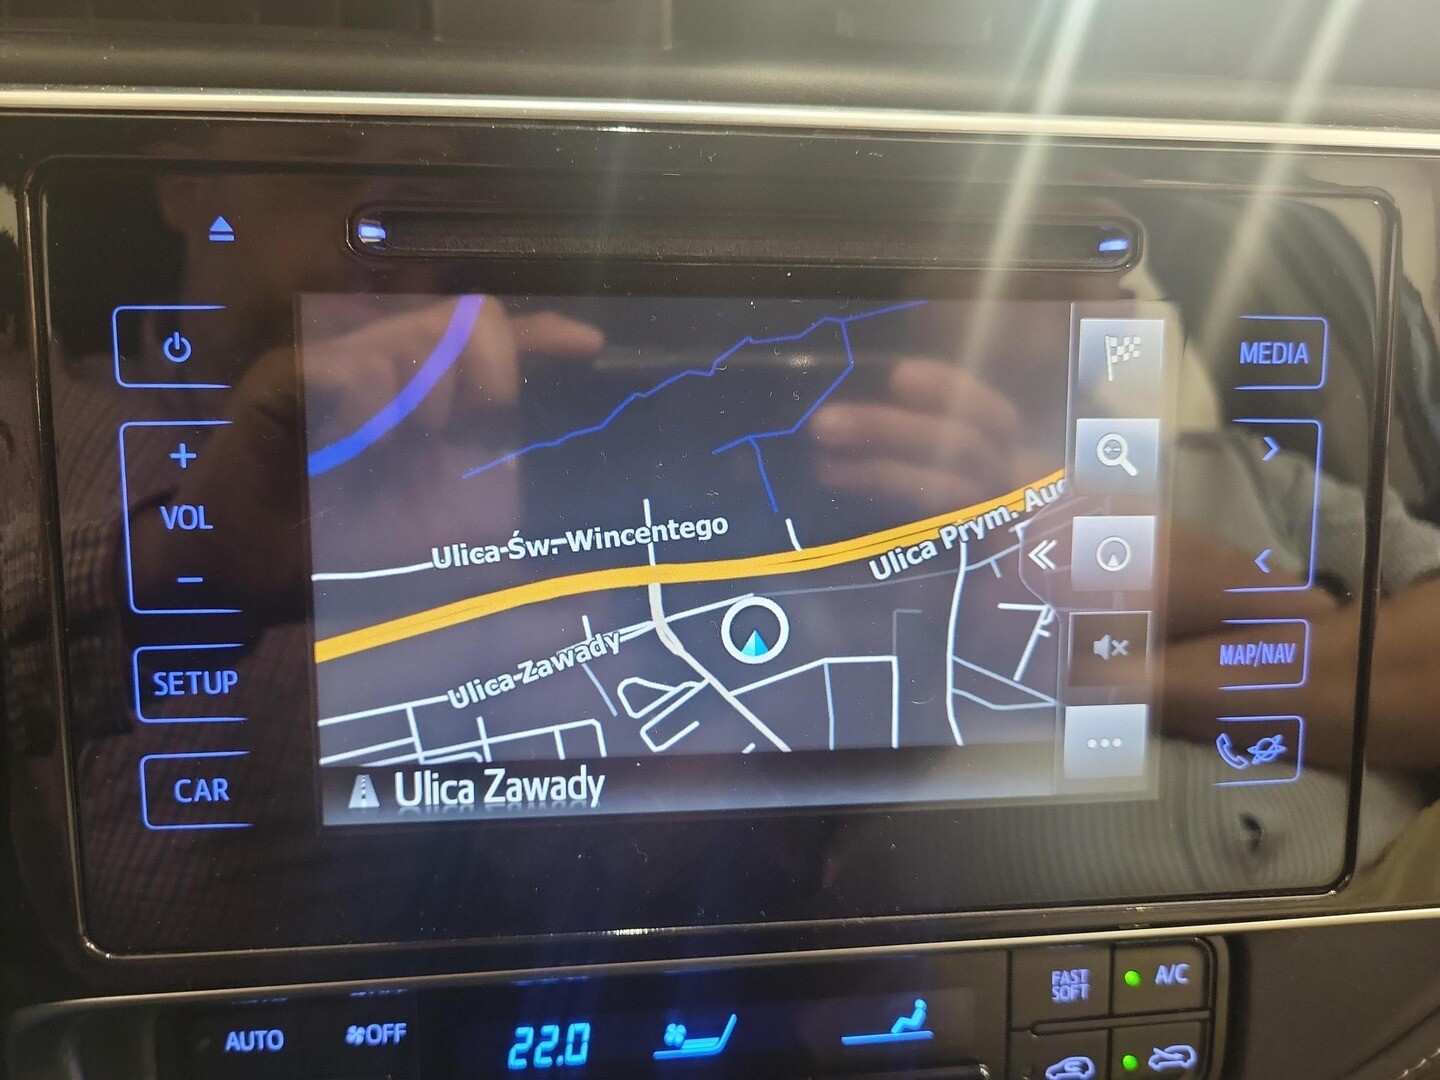 MEDIA
+
VOL
−
SETUP
CAR
MAP/NAV
Ulica Św. Wincentego
Ulica Prym. Aug
Ulica Zawady
Ulica Zawady
FAST
SOFT
A/C
AUTO
OFF
22.0